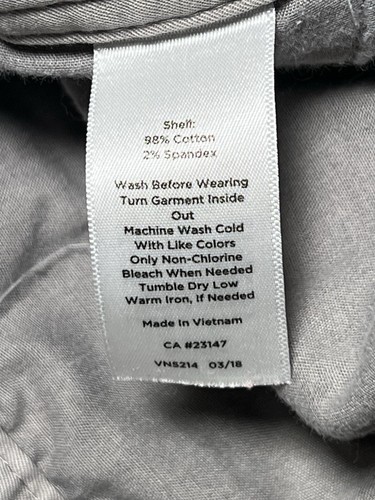 Shell:
98% Cotton
2% Spandex
Wash Before Wearing
Turn Garment Inside
Out
Machine Wash Cold
With Like Colors
Only Non-Chlorine
Bleach When Needed
Tumble Dry Low
Warm Iron, If Needed
Made In Vietnam
CA #23147
VN5214 03/18